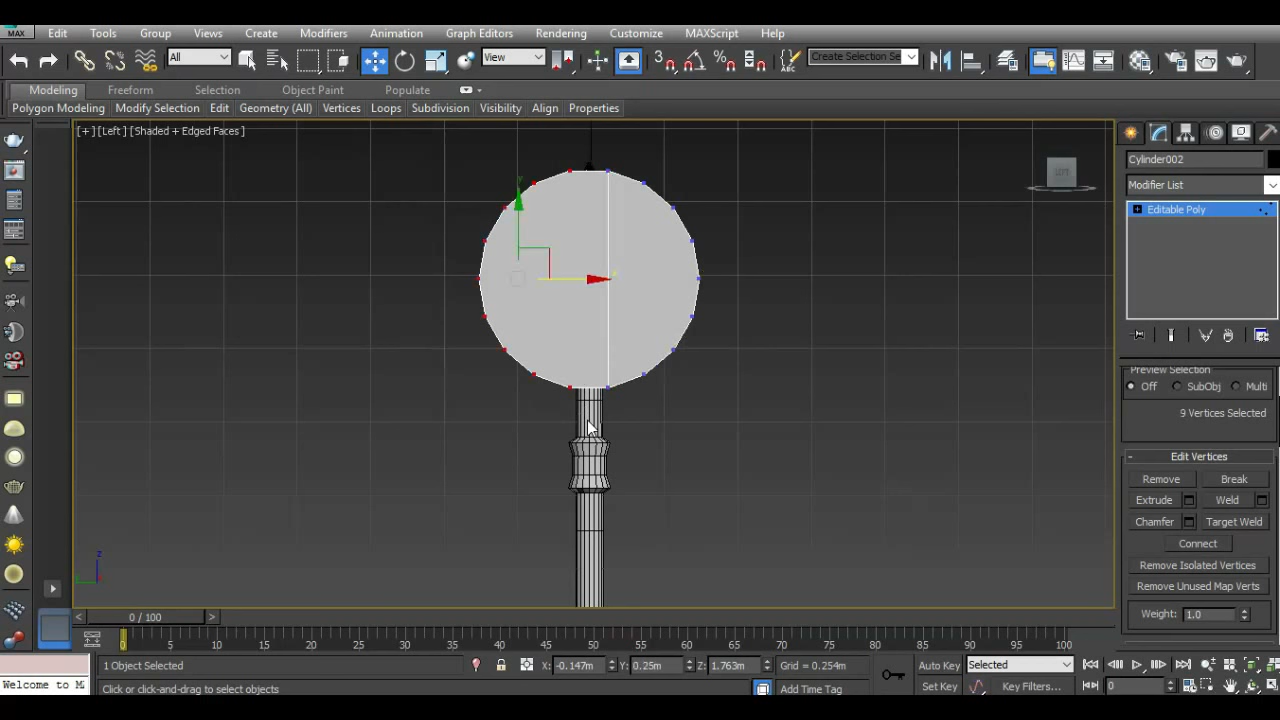 MAX Edit Tools Group Views Create Modifiers Animation Graph Editors Rendering Customize MAXScript Help
All View Create Selection Se
Modeling Freeform Selection Object Paint Populate
Polygon Modeling Modify Selection Edit Geometry (All) Vertices Loops Subdivision Visibility Align Properties
[+] [Left] [Shaded + Edged Faces]
LEFT
Cylinder002
Modifier List
Editable Poly
Preview Selection
Off SubObj Multi
9 Vertices Selected
Edit Vertices
Remove Break
Extrude Weld
Chamfer Target Weld
Connect
Remove Isolated Vertices
Remove Unused Map Verts
Weight: 1.0
y
x
z
0 / 100
0 5 10 15 20 25 30 35 40 45 50 55 60 65 70 75 80 85 90 95 100
1 Object Selected X: -0.147m Y: 0.25m Z: 1.763m Grid = 0.254m Auto Key Selected
Welcome to M Click or click-and-drag to select objects Add Time Tag Set Key Key Filters... 0